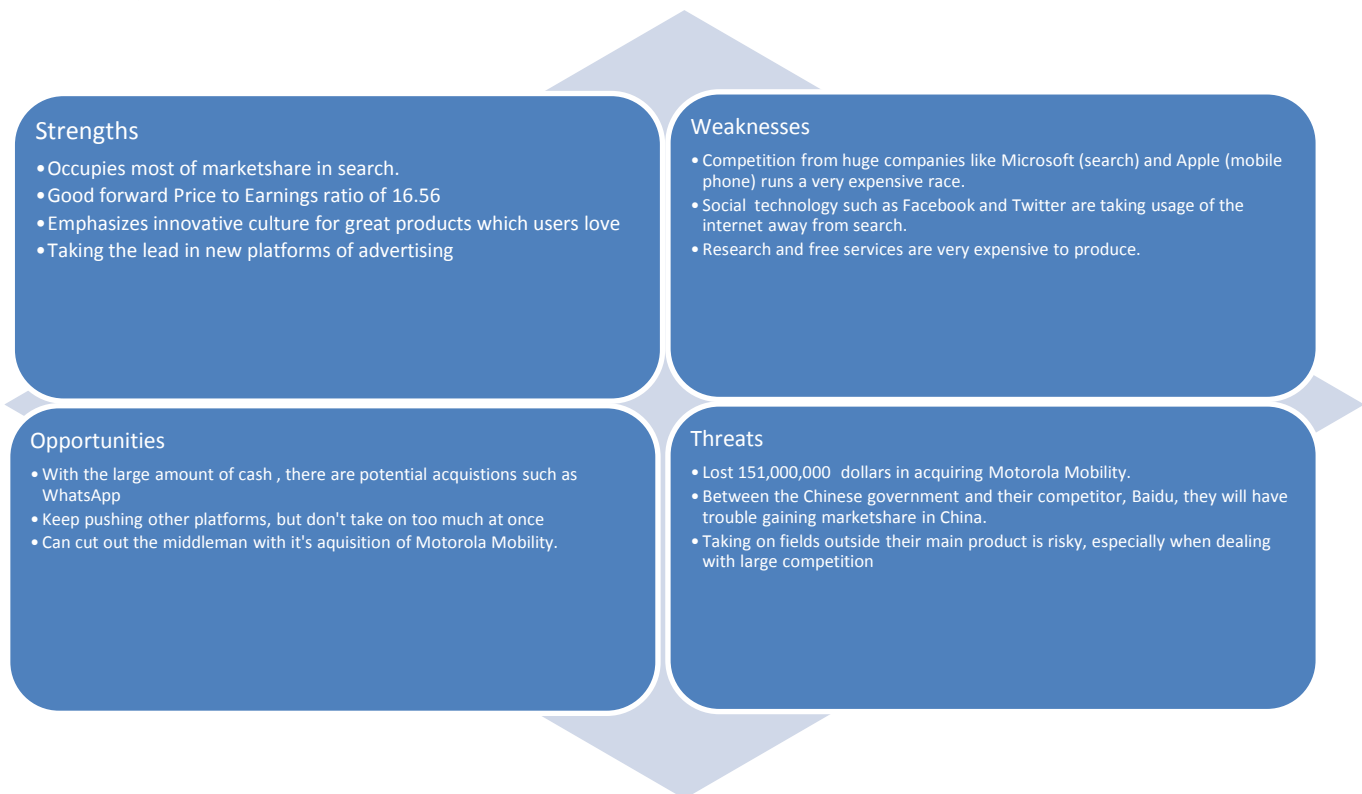 Strengths
•Occupies most of marketshare in search.
•Good forward Price to Earnings ratio of 16.56
•Emphasizes innovative culture for great products which users love
•Taking the lead in new platforms of advertising
Weaknesses
•Competition from huge companies like Microsoft (search) and Apple (mobile
phone) runs a very expensive race.
•Social technology such as Facebook and Twitter are taking usage of the
internet away from search.
•Research and free services are very expensive to produce.
Opportunities
•With the large amount of cash , there are potential acquistions such as
WhatsApp
•Keep pushing other platforms, but don't take on too much at once
•Can cut out the middleman with it's aquisition of Motorola Mobility.
Threats
•Lost 151,000,000 dollars in acquiring Motorola Mobility.
•Between the Chinese government and their competitor, Baidu, they will have
trouble gaining marketshare in China.
•Taking on fields outside their main product is risky, especially when dealing
with large competition